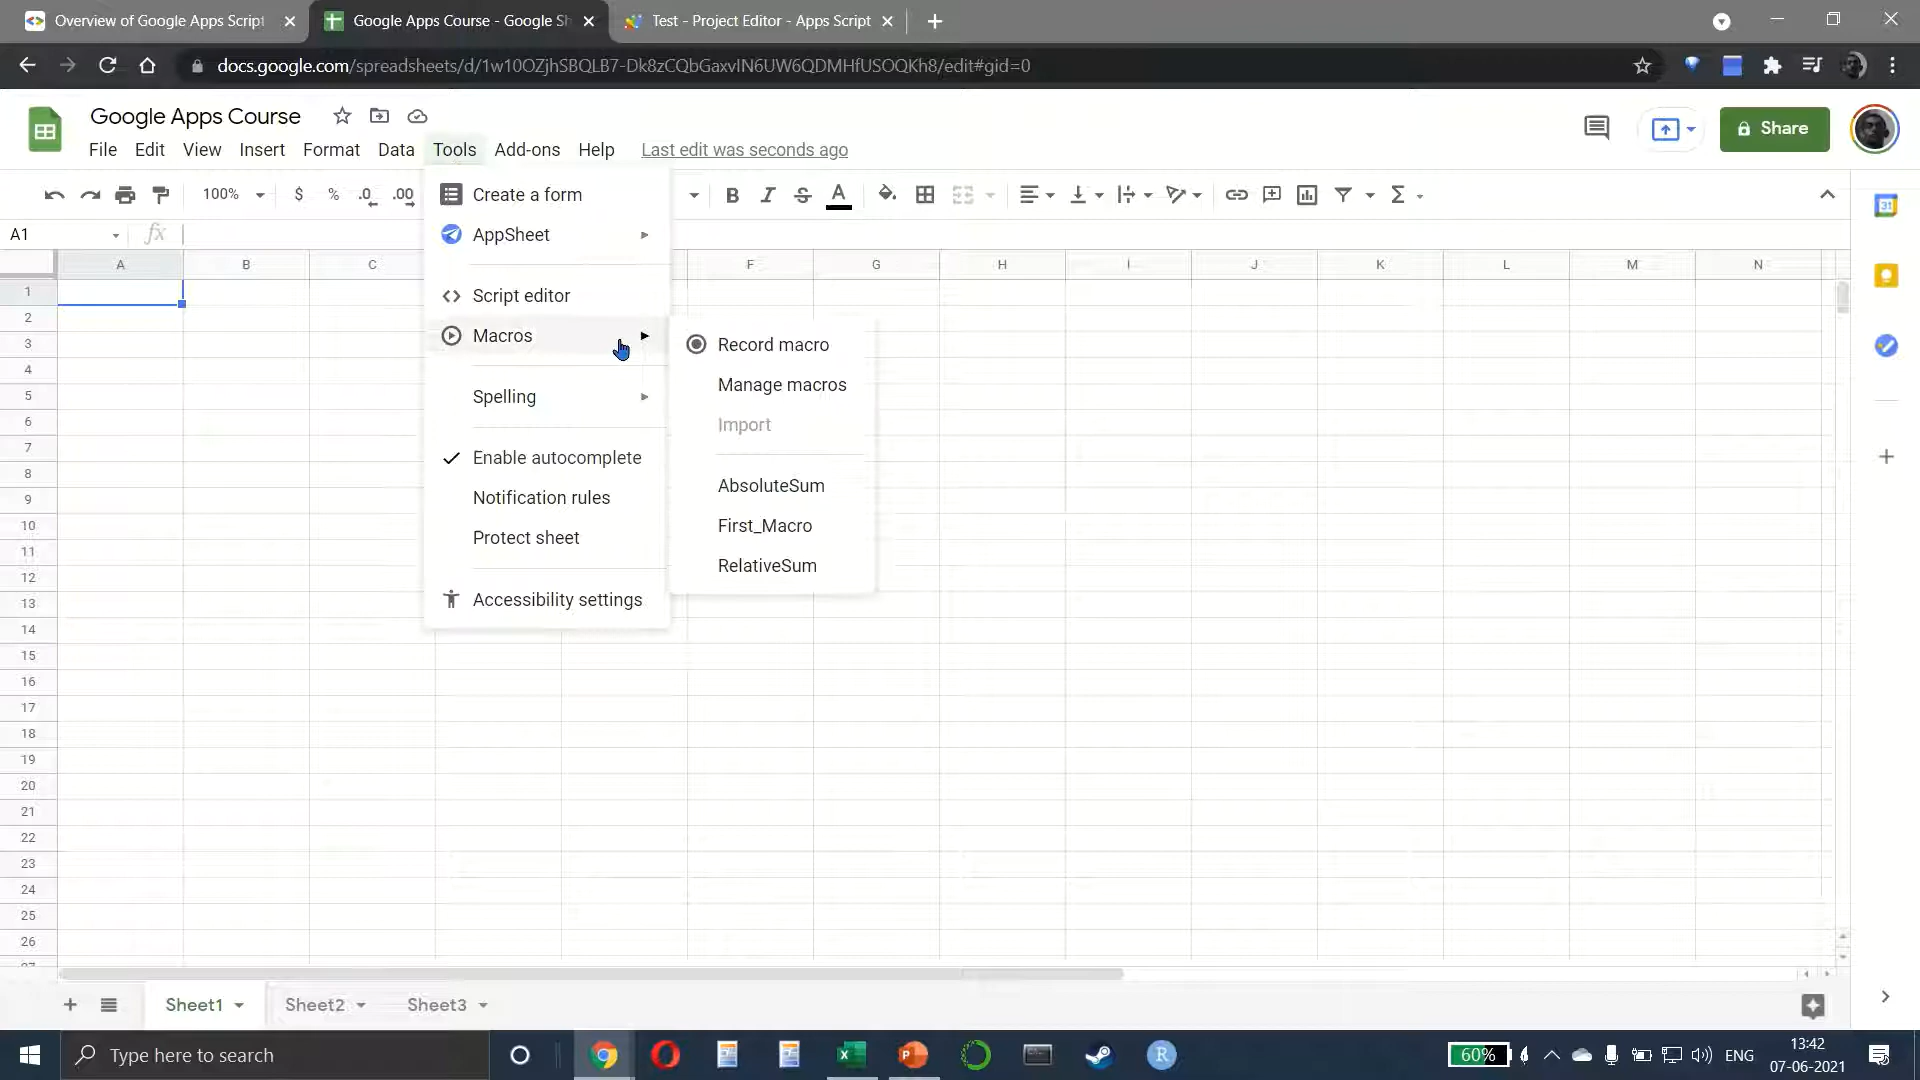 Overview of Google Apps Script
Google Apps Course - Google Sh
Test - Project Editor - Apps Script
docs.google.com/spreadsheets/d/1w10OZjhSBQLB7-Dk8zCQbGaxvIN6UW6QDMHfUSOQKh8/edit#gid=0
Google Apps Course
File Edit View Insert Format Data Tools Add-ons Help Last edit was seconds ago
Share
100% $ % .0 .00 B I S A Σ
A1 fx
A B C F G H I J K L M N
1
2
3
4
5
6
7
8
9
10
11
12
13
14
15
16
17
18
19
20
21
22
23
24
25
26
Create a form
AppSheet
Script editor
Macros
Spelling
Enable autocomplete
Notification rules
Protect sheet
Accessibility settings
Record macro
Manage macros
Import
AbsoluteSum
First_Macro
RelativeSum
31
Sheet1 Sheet2 Sheet3
Type here to search
60%
ENG
13:42
07-06-2021